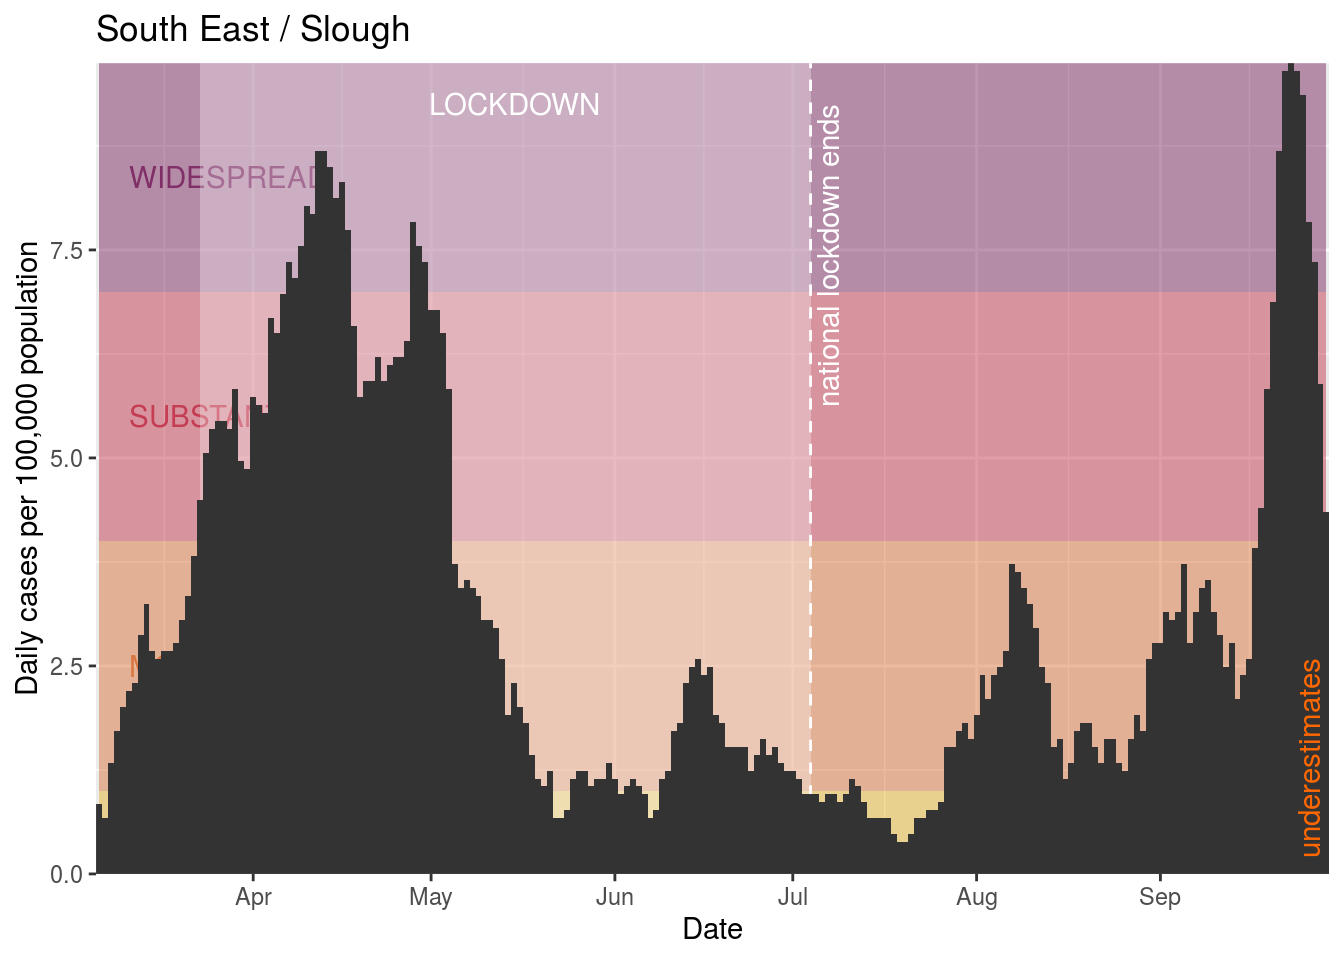 South East / Slough
LOCKDOWN
WIDESPREAD
national lockdown ends
7.5
5.0
2.5
0.0
Daily cases per 100,000 population
underestimates
Apr
May
Jun
Jul
Aug
Sep
Date